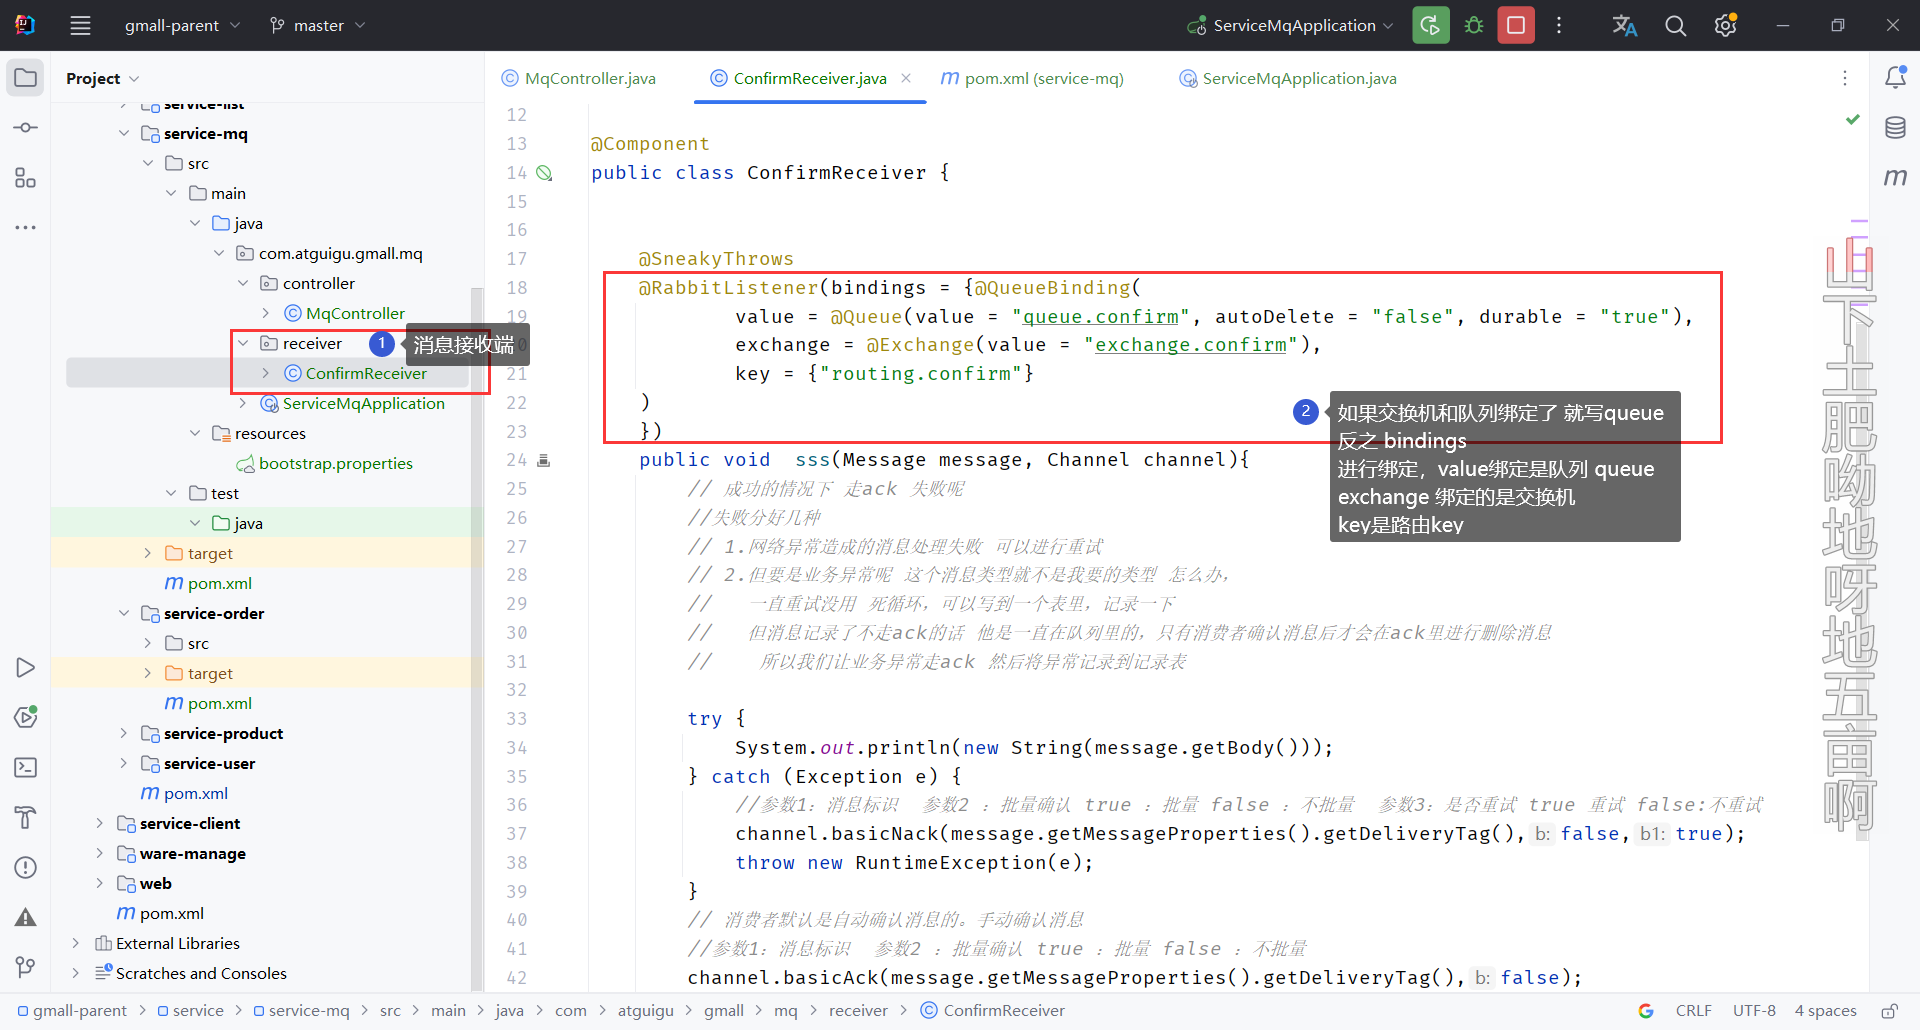 gmall-parent
master
ServiceMqApplication
Project
MqController.java
ConfirmReceiver.java
pom.xml (service-mq)
ServiceMqApplication.java
service-list
service-mq
src
main
java
com.atguigu.gmall.mq
controller
MqController
receiver
1 消息接收端
ConfirmReceiver
ServiceMqApplication
resources
bootstrap.properties
test
java
target
pom.xml
service-order
src
target
pom.xml
service-product
service-user
pom.xml
service-client
ware-manage
web
pom.xml
External Libraries
Scratches and Consoles
12
13 @Component
14 public class ConfirmReceiver {
15
16
17 @SneakyThrows
18 @RabbitListener(bindings = {@QueueBinding(
19 value = @Queue(value = "queue.confirm", autoDelete = "false", durable = "true"),
exchange = @Exchange(value = "exchange.confirm"),
21 key = {"routing.confirm"}
22 )
23 })
2 如果交换机和队列绑定了 就写queue
反之 bindings
进行绑定，value绑定是队列 queue
exchange 绑定的是交换机
key是路由key
24 public void  sss(Message message, Channel channel){
25 // 成功的情况下 走ack 失败呢
26 //失败分好几种
27 // 1.网络异常造成的消息处理失败 可以进行重试
28 // 2.但要是业务异常呢 这个消息类型就不是我要的类型 怎么办，
29 //   一直重试没用 死循环，可以写到一个表里，记录一下
30 //   但消息记录了不走ack的话 他是一直在队列里的，只有消费者确认消息后才会在ack里进行删除消息
31 //    所以我们让业务异常走ack 然后将异常记录到记录表
32
33 try {
34 System.out.println(new String(message.getBody()));
35 } catch (Exception e) {
36 //参数1：消息标识  参数2 ：批量确认 true ：批量 false ：不批量  参数3：是否重试 true 重试 false:不重试
37 channel.basicNack(message.getMessageProperties().getDeliveryTag(), b: false, b1: true);
38 throw new RuntimeException(e);
39 }
40 // 消费者默认是自动确认消息的。手动确认消息
41 //参数1：消息标识  参数2 ：批量确认 true ：批量 false ：不批量
42 channel.basicAck(message.getMessageProperties().getDeliveryTag(), b: false);
山下土肥呦地呀地五亩啊
gmall-parent > service > service-mq > src > main > java > com > atguigu > gmall > mq > receiver > ConfirmReceiver
CRLF
UTF-8
4 spaces